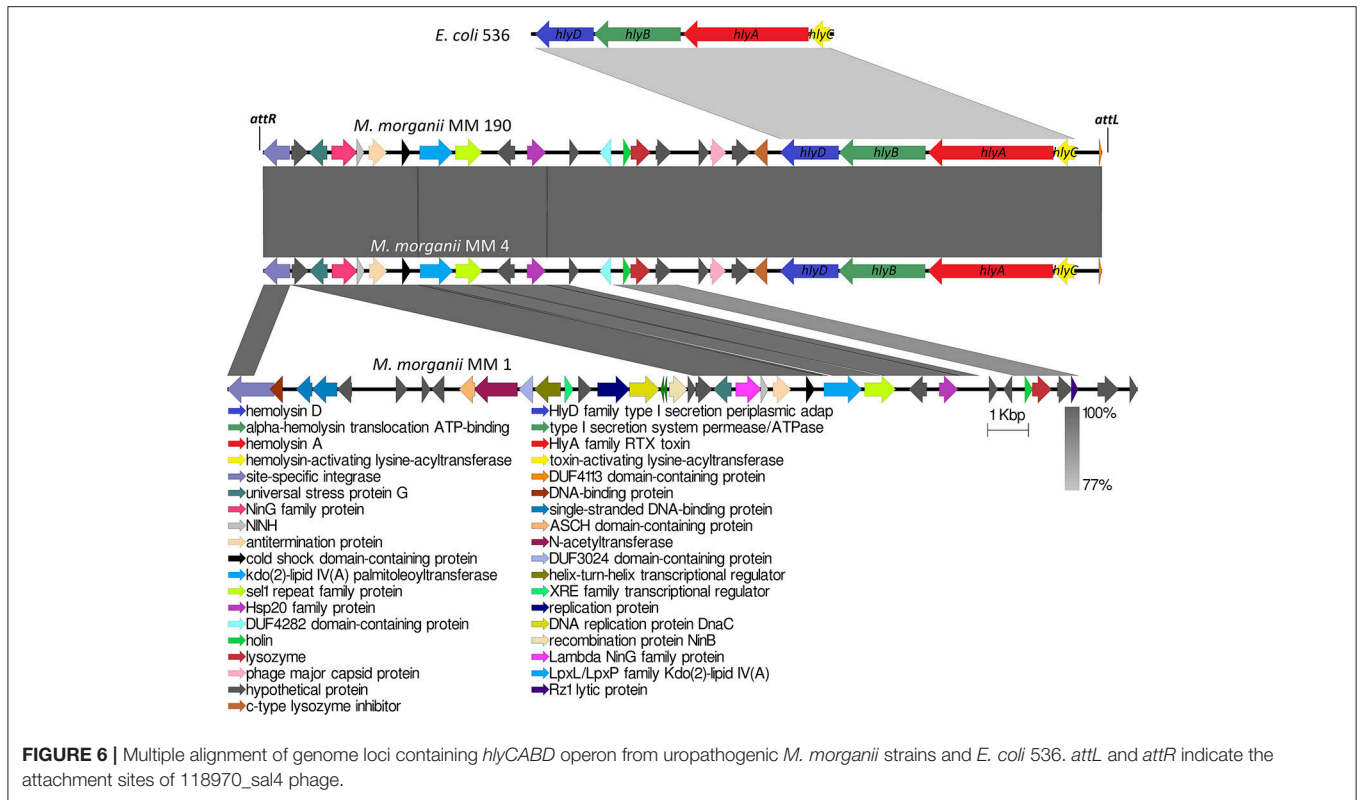 E. coli 536
hlyD hlyB hlyA hlyC
attR
M. morganii MM 190
attL
hlyD hlyB hlyA hlyC
M. morganii MM 4
hlyD hlyB hlyA hlyC
M. morganii MM 1
hemolysin D
alpha-hemolysin translocation ATP-binding
hemolysin A
hemolysin-activating lysine-acyltransferase
site-specific integrase
universal stress protein G
NinG family protein
NINH
antitermination protein
cold shock domain-containing protein
kdo(2)-lipid IV(A) palmitoleoyltransferase
sel1 repeat family protein
Hsp20 family protein
DUF4282 domain-containing protein
holin
lysozyme
phage major capsid protein
hypothetical protein
c-type lysozyme inhibitor
HlyD family type I secretion periplasmic adap
type I secretion system permease/ATPase
HlyA family RTX toxin
toxin-activating lysine-acyltransferase
DUF4113 domain-containing protein
DNA-binding protein
single-stranded DNA-binding protein
ASCH domain-containing protein
N-acetyltransferase
DUF3024 domain-containing protein
helix-turn-helix transcriptional regulator
XRE family transcriptional regulator
replication protein
DNA replication protein DnaC
recombination protein NinB
Lambda NinG family protein
LpxL/LpxP family Kdo(2)-lipid IV(A)
Rz1 lytic protein
1 Kbp
100%
77%
FIGURE 6 | Multiple alignment of genome loci containing hlyCABD operon from uropathogenic M. morganii strains and E. coli 536. attL and attR indicate the
attachment sites of 118970_sal4 phage.